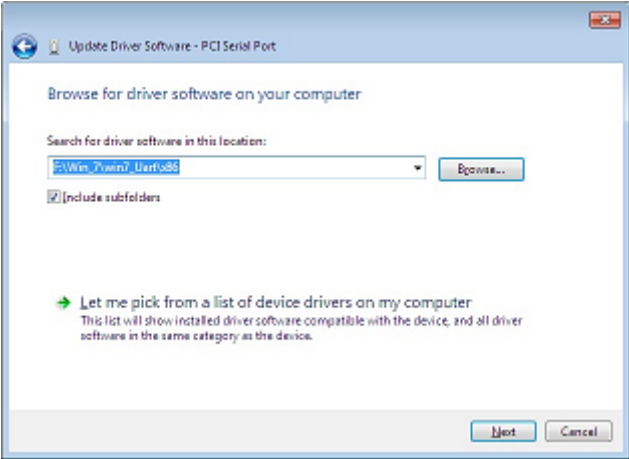 Update Driver Software - PCI Serial Port
Browse for driver software on your computer
Search for driver software in this location:
F:\Win_7\win7_Uart\x86
Browse...
Include subfolders
Let me pick from a list of device drivers on my computer
This list will show installed driver software compatible with the device, and all driver
software in the same category as the device.
Next
Cancel